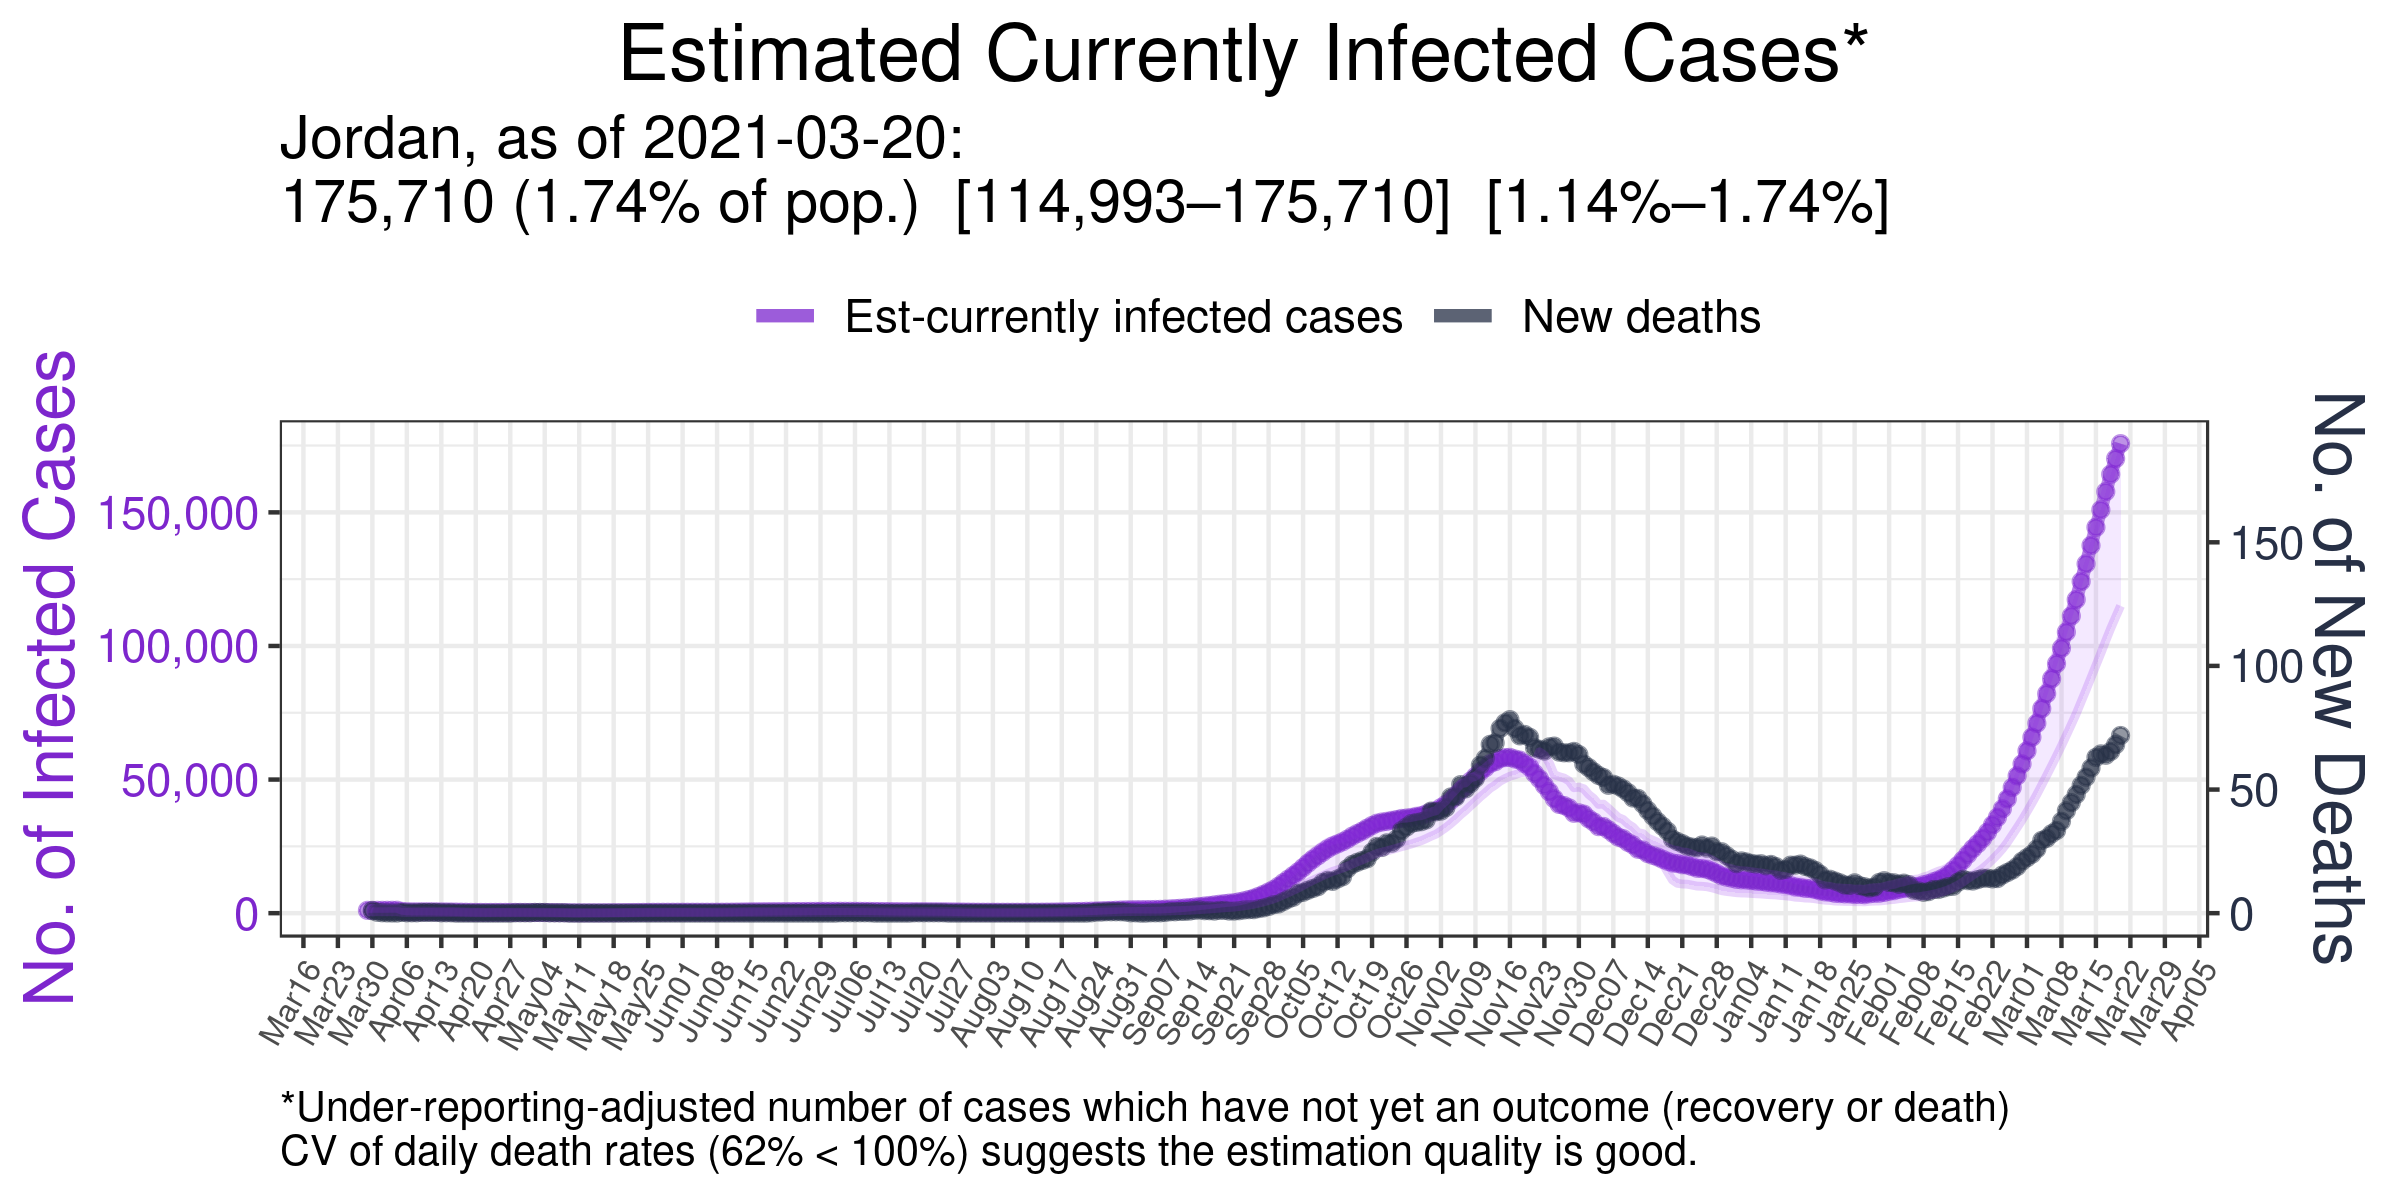 Estimated Currently Infected Cases*
Jordan, as of 2021-03-20:
175,710 (1.74% of pop.)  [114,993–175,710]  [1.14%–1.74%]
Est-currently infected cases
New deaths
No. of Infected Cases
150,000
100,000
50,000
0
No. of New Deaths
150
100
50
0
Mar16
Mar23
Mar30
Apr06
Apr13
Apr20
Apr27
May04
May11
May18
May25
Jun01
Jun08
Jun15
Jun22
Jun29
Jul06
Jul13
Jul20
Jul27
Aug03
Aug10
Aug17
Aug24
Aug31
Sep07
Sep14
Sep21
Sep28
Oct05
Oct12
Oct19
Oct26
Nov02
Nov09
Nov16
Nov23
Nov30
Dec07
Dec14
Dec21
Dec28
Jan04
Jan11
Jan18
Jan25
Feb01
Feb08
Feb15
Feb22
Mar01
Mar08
Mar15
Mar22
Mar29
Apr05
*Under-reporting-adjusted number of cases which have not yet an outcome (recovery or death)
CV of daily death rates (62% < 100%) suggests the estimation quality is good.